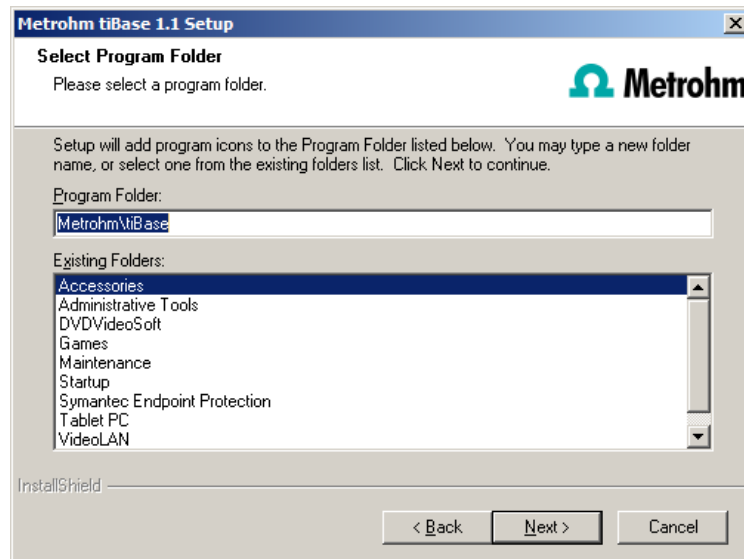 Metrohm tiBase 1.1 Setup
Select Program Folder
Please select a program folder.
Metrohm
Setup will add program icons to the Program Folder listed below. You may type a new folder
name, or select one from the existing folders list. Click Next to continue.
Program Folder:
Metrohm\tiBase
Existing Folders:
Accessories
Administrative Tools
DVDVideoSoft
Games
Maintenance
Startup
Symantec Endpoint Protection
Tablet PC
VideoLAN
InstallShield
< Back
Next >
Cancel